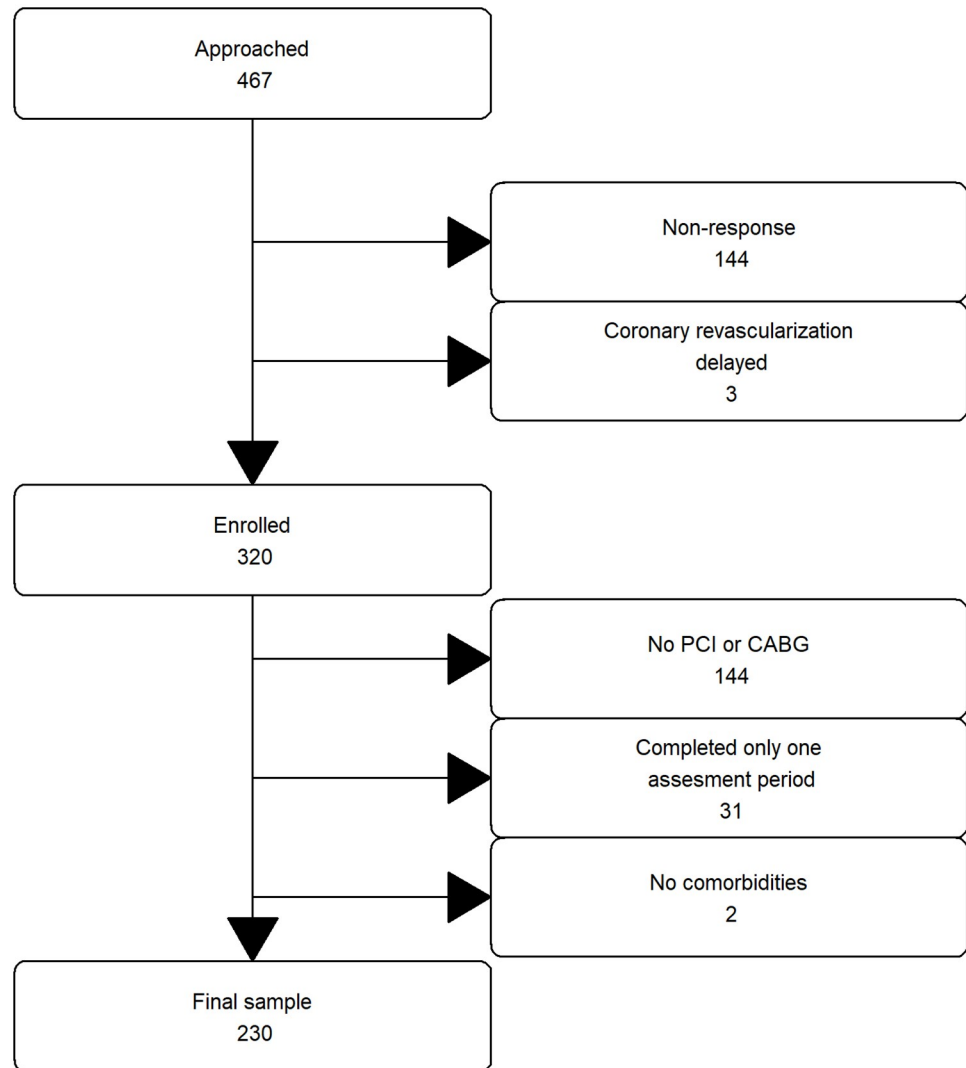 Approached
467
Non-response
144
Coronary revascularization
delayed
3
Enrolled
320
No PCI or CABG
144
Completed only one
assesment period
31
No comorbidities
2
Final sample
230